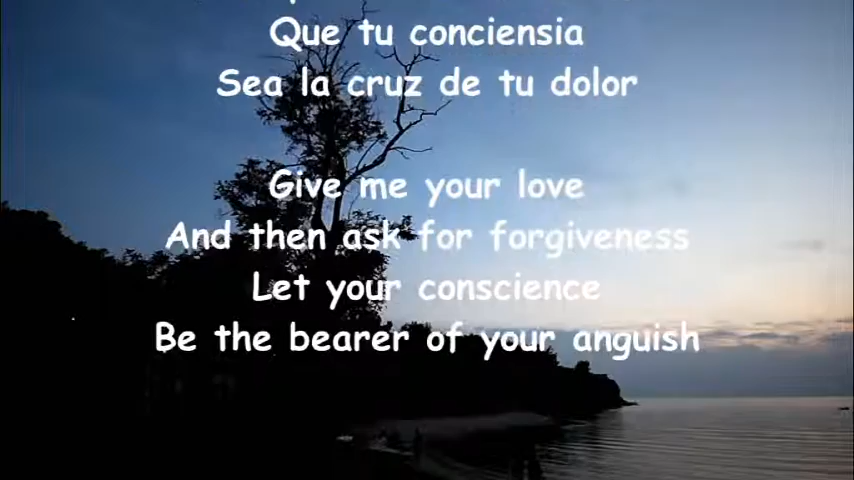 Que tu conciensia
Sea la cruz de tu dolor
Give me your love
And then ask for forgiveness
Let your conscience
Be the bearer of your anguish